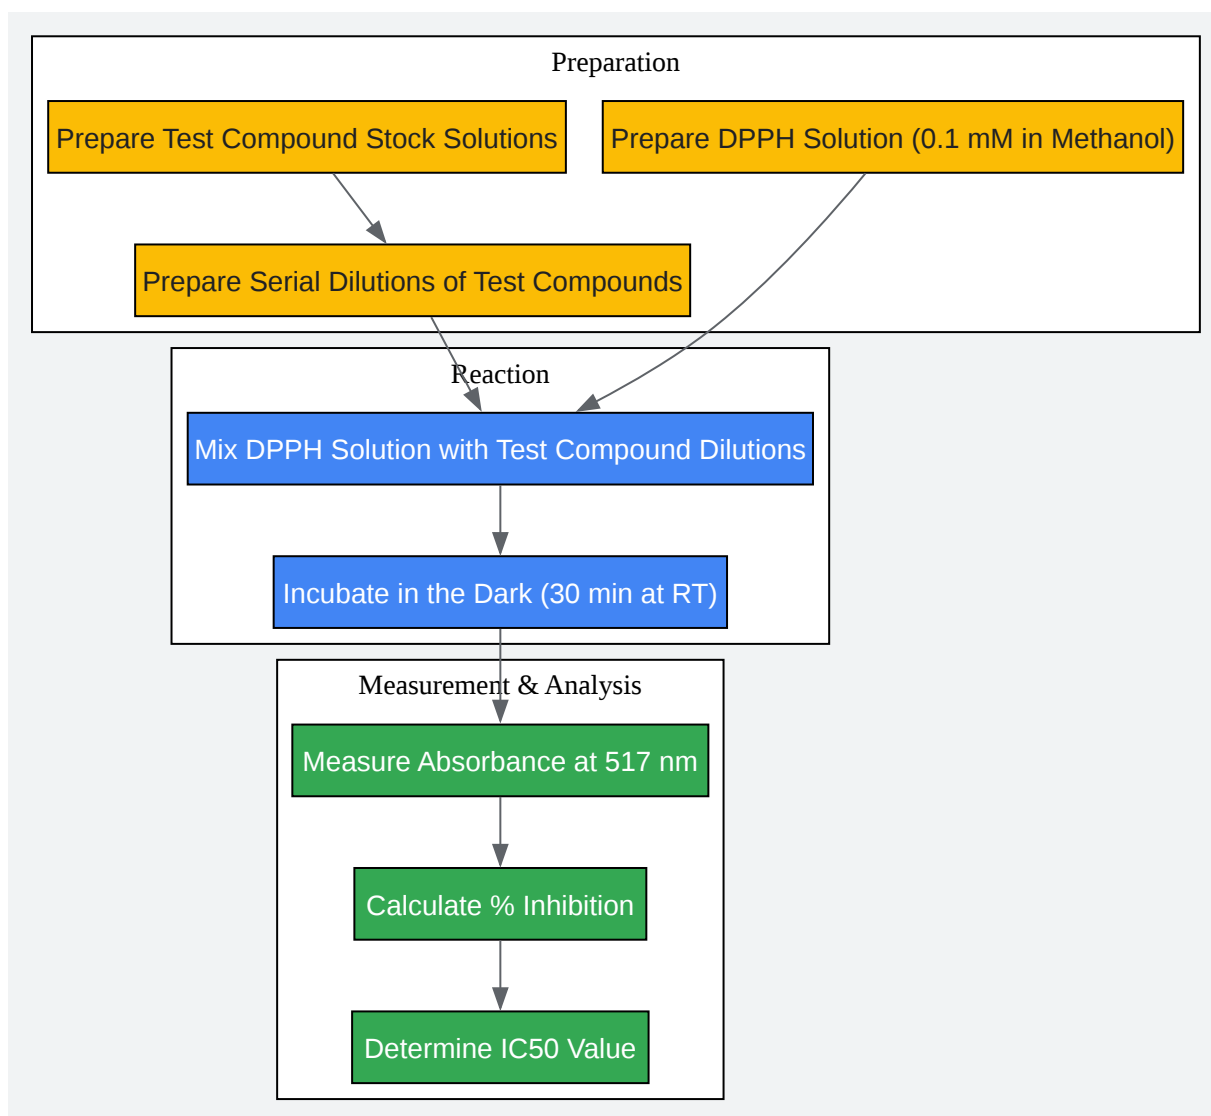 Preparation
Prepare Test Compound Stock Solutions
Prepare DPPH Solution (0.1 mM in Methanol)
Prepare Serial Dilutions of Test Compounds
Reaction
Mix DPPH Solution with Test Compound Dilutions
Incubate in the Dark (30 min at RT)
Measurement & Analysis
Measure Absorbance at 517 nm
Calculate % Inhibition
Determine IC50 Value